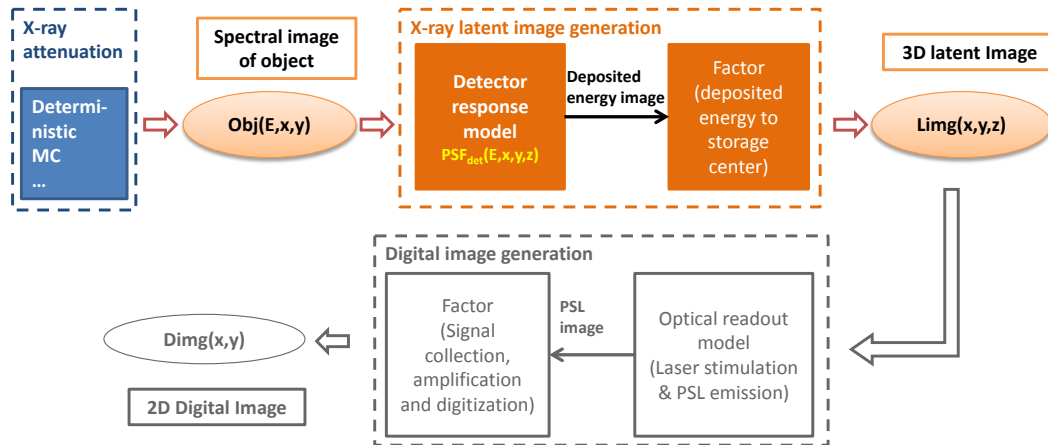 X-ray
attenuation
Determi-
nistic
MC
...
Spectral image
of object
Obj(E,x,y)
X-ray latent image generation
Detector
response
model
PSFdet(E,x,y,z)
Deposited
energy image
Factor
(deposited
energy to
storage
center)
3D latent Image
Limg(x,y,z)
Digital image generation
Optical readout
model
(Laser stimulation
& PSL emission)
PSL
image
Factor
(Signal
collection,
amplification
and digitization)
Dimg(x,y)
2D Digital Image